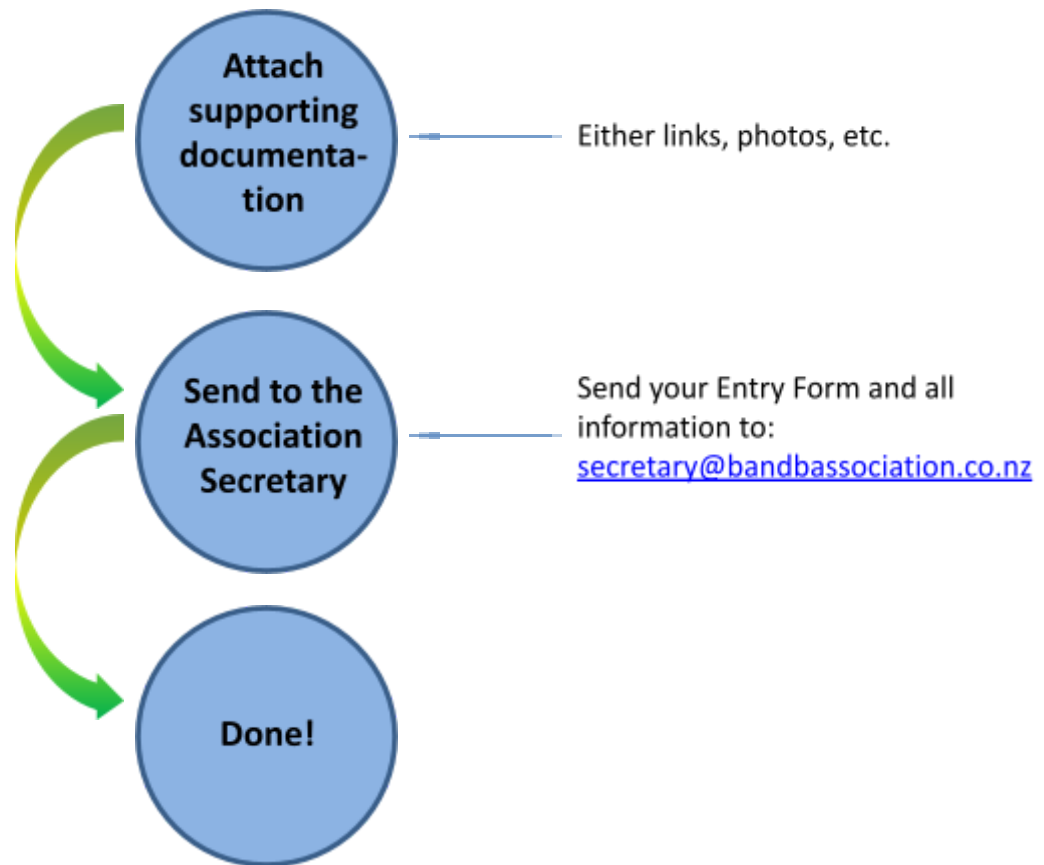 Attach
supporting
documenta-
tion
Either links, photos, etc.
Send to the
Association
Secretary
Send your Entry Form and all
information to:
secretary@bandbassociation.co.nz
Done!